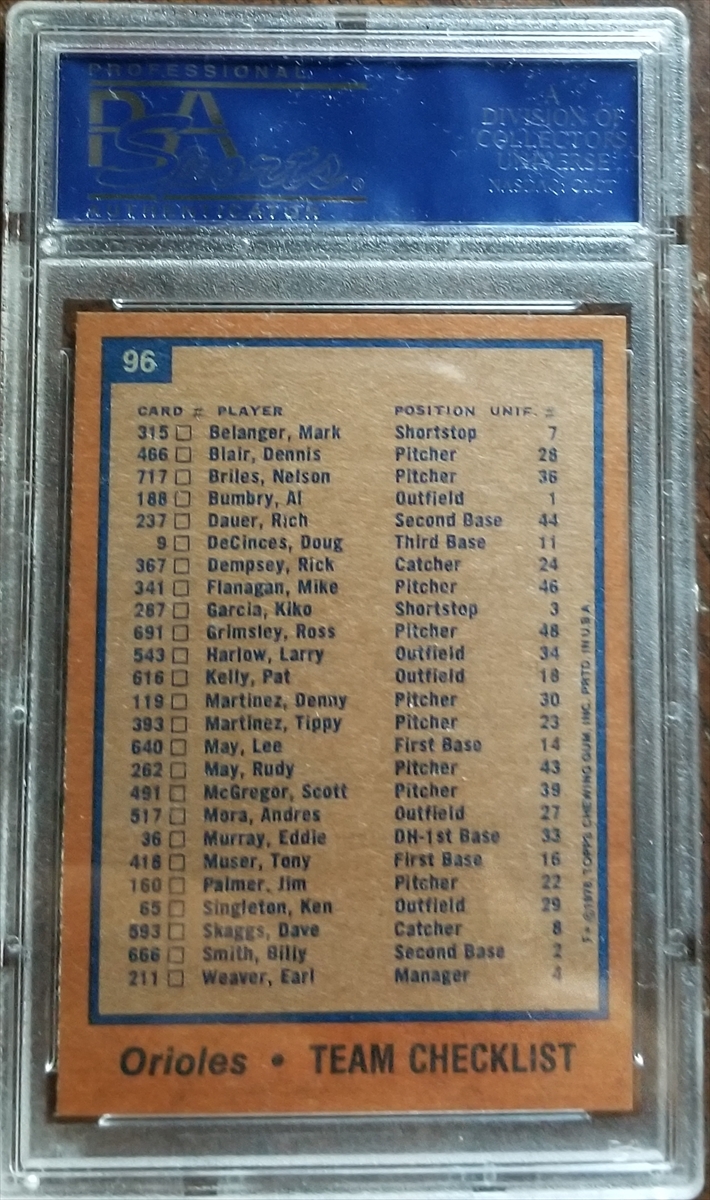 PROFESSIONAL
PSA
Sports®
AUTHENTICATOR
A
DIVISION OF
COLLECTORS
UNIVERSE
NASDAQ: CLCT
96
CARD # PLAYER POSITION UNIF. #
315 □ Belanger, Mark Shortstop 7
466 □ Blair, Dennis Pitcher 28
717 □ Briles, Nelson Pitcher 36
188 □ Bumbry, Al Outfield 1
237 □ Dauer, Rich Second Base 44
9 □ DeCinces, Doug Third Base 11
367 □ Dempsey, Rick Catcher 24
341 □ Flanagan, Mike Pitcher 46
287 □ Garcia, Kiko Shortstop 3
691 □ Grimsley, Ross Pitcher 48
543 □ Harlow, Larry Outfield 34
616 □ Kelly, Pat Outfield 18
119 □ Martinez, Denny Pitcher 30
393 □ Martinez, Tippy Pitcher 23
640 □ May, Lee First Base 14
262 □ May, Rudy Pitcher 43
491 □ McGregor, Scott Pitcher 39
517 □ Mora, Andres Outfield 27
36 □ Murray, Eddie DH-1st Base 33
418 □ Muser, Tony First Base 16
160 □ Palmer, Jim Pitcher 22
65 □ Singleton, Ken Outfield 29
593 □ Skaggs, Dave Catcher 8
666 □ Smith, Billy Second Base 2
211 □ Weaver, Earl Manager 4
F* ©1978 TOPPS CHEWING GUM, INC. PRTD. IN U.S.A.
Orioles • TEAM CHECKLIST